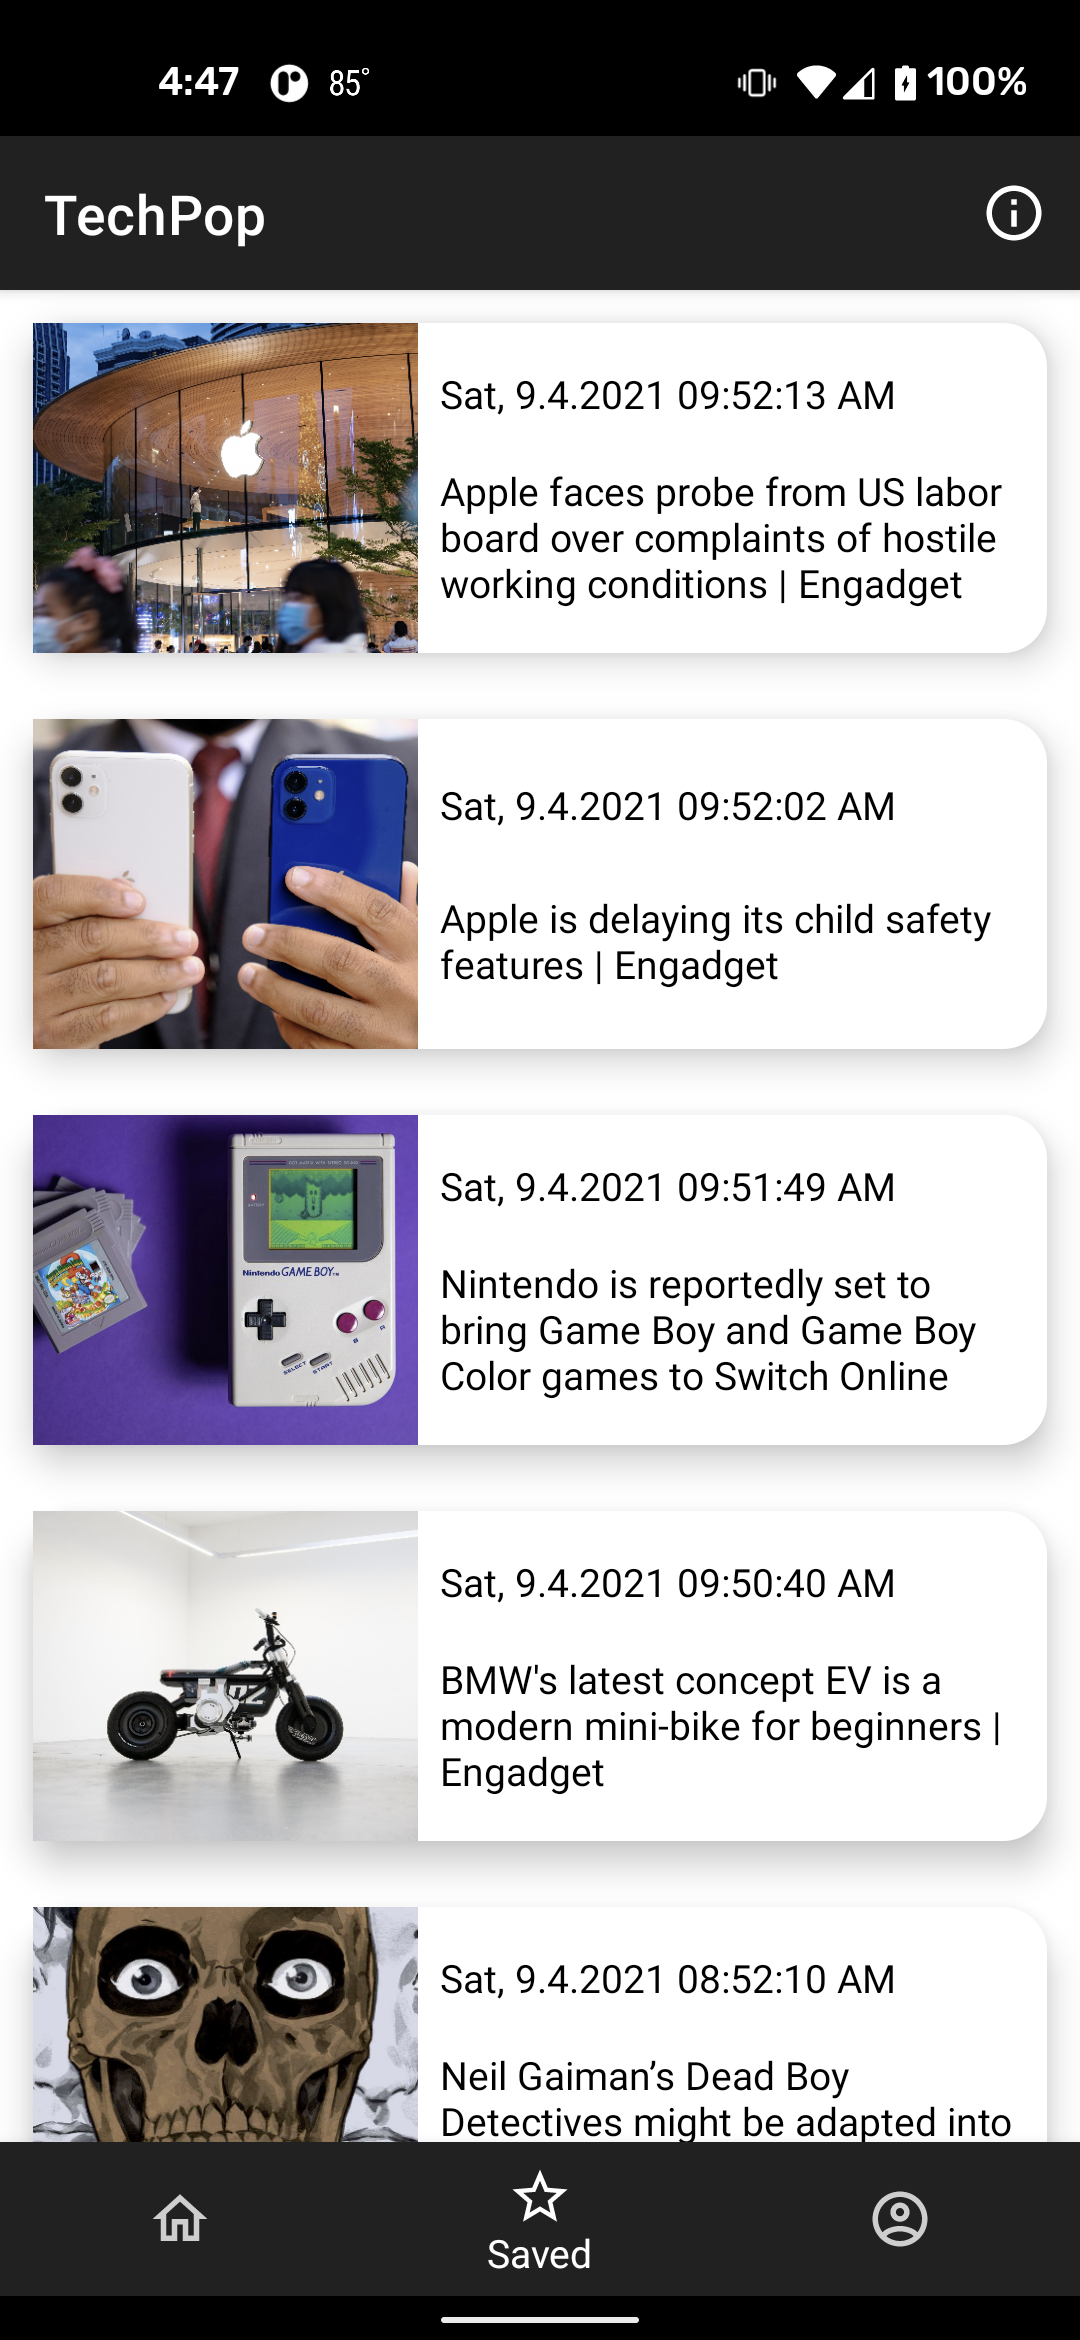 4:47 85° 100%
TechPop
Sat, 9.4.2021 09:52:13 AM
Apple faces probe from US labor
board over complaints of hostile
working conditions | Engadget
Sat, 9.4.2021 09:52:02 AM
Apple is delaying its child safety
features | Engadget
Nintendo GAME BOY
B
A
SELECT
START
Sat, 9.4.2021 09:51:49 AM
Nintendo is reportedly set to
bring Game Boy and Game Boy
Color games to Switch Online
Sat, 9.4.2021 09:50:40 AM
BMW's latest concept EV is a
modern mini-bike for beginners |
Engadget
Sat, 9.4.2021 08:52:10 AM
Neil Gaiman’s Dead Boy
Detectives might be adapted into
Saved